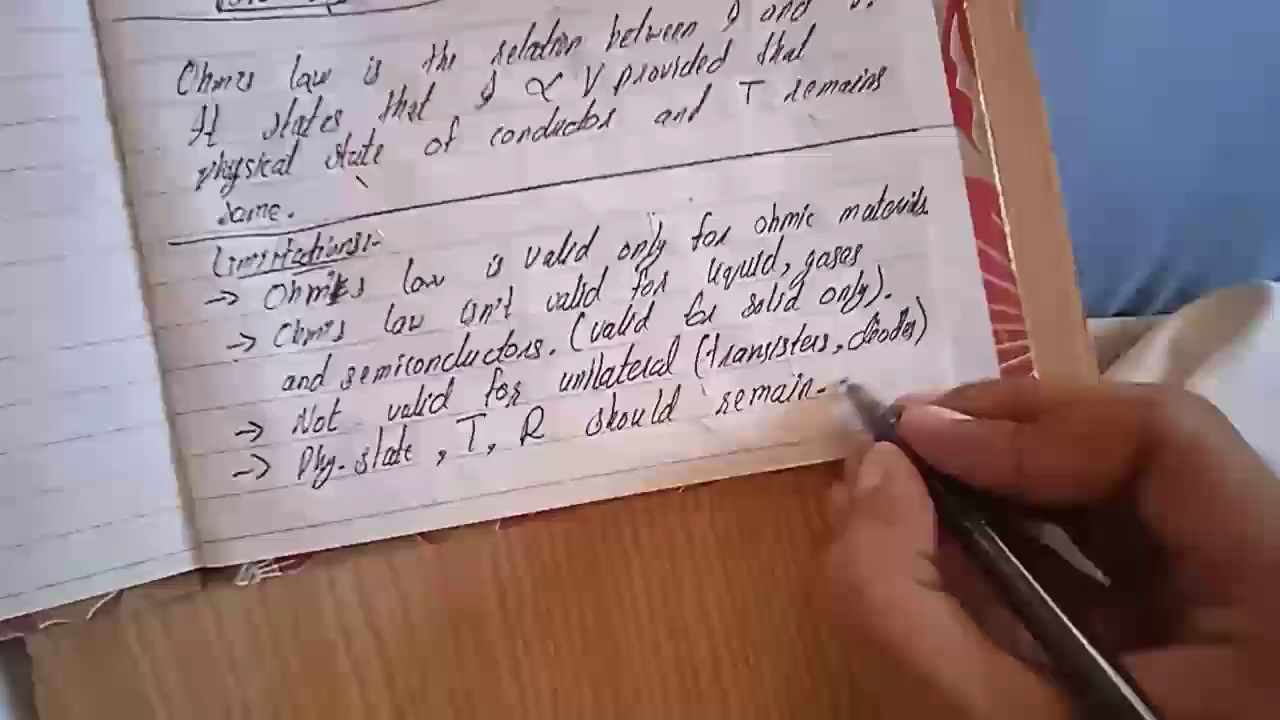 Ohm's law is the relation between I and V.
It states that I ∝ V provided that
physical state of conductor and T remains
same.
Limitations:-
→ Ohm's law is valid only for ohmic materials
→ Ohm's law isn't valid for liquid, gases
and semiconductors. (valid for solid only).
→ Not valid for unilateral (transisters, diodes)
→ Phy. state, T, R should remain